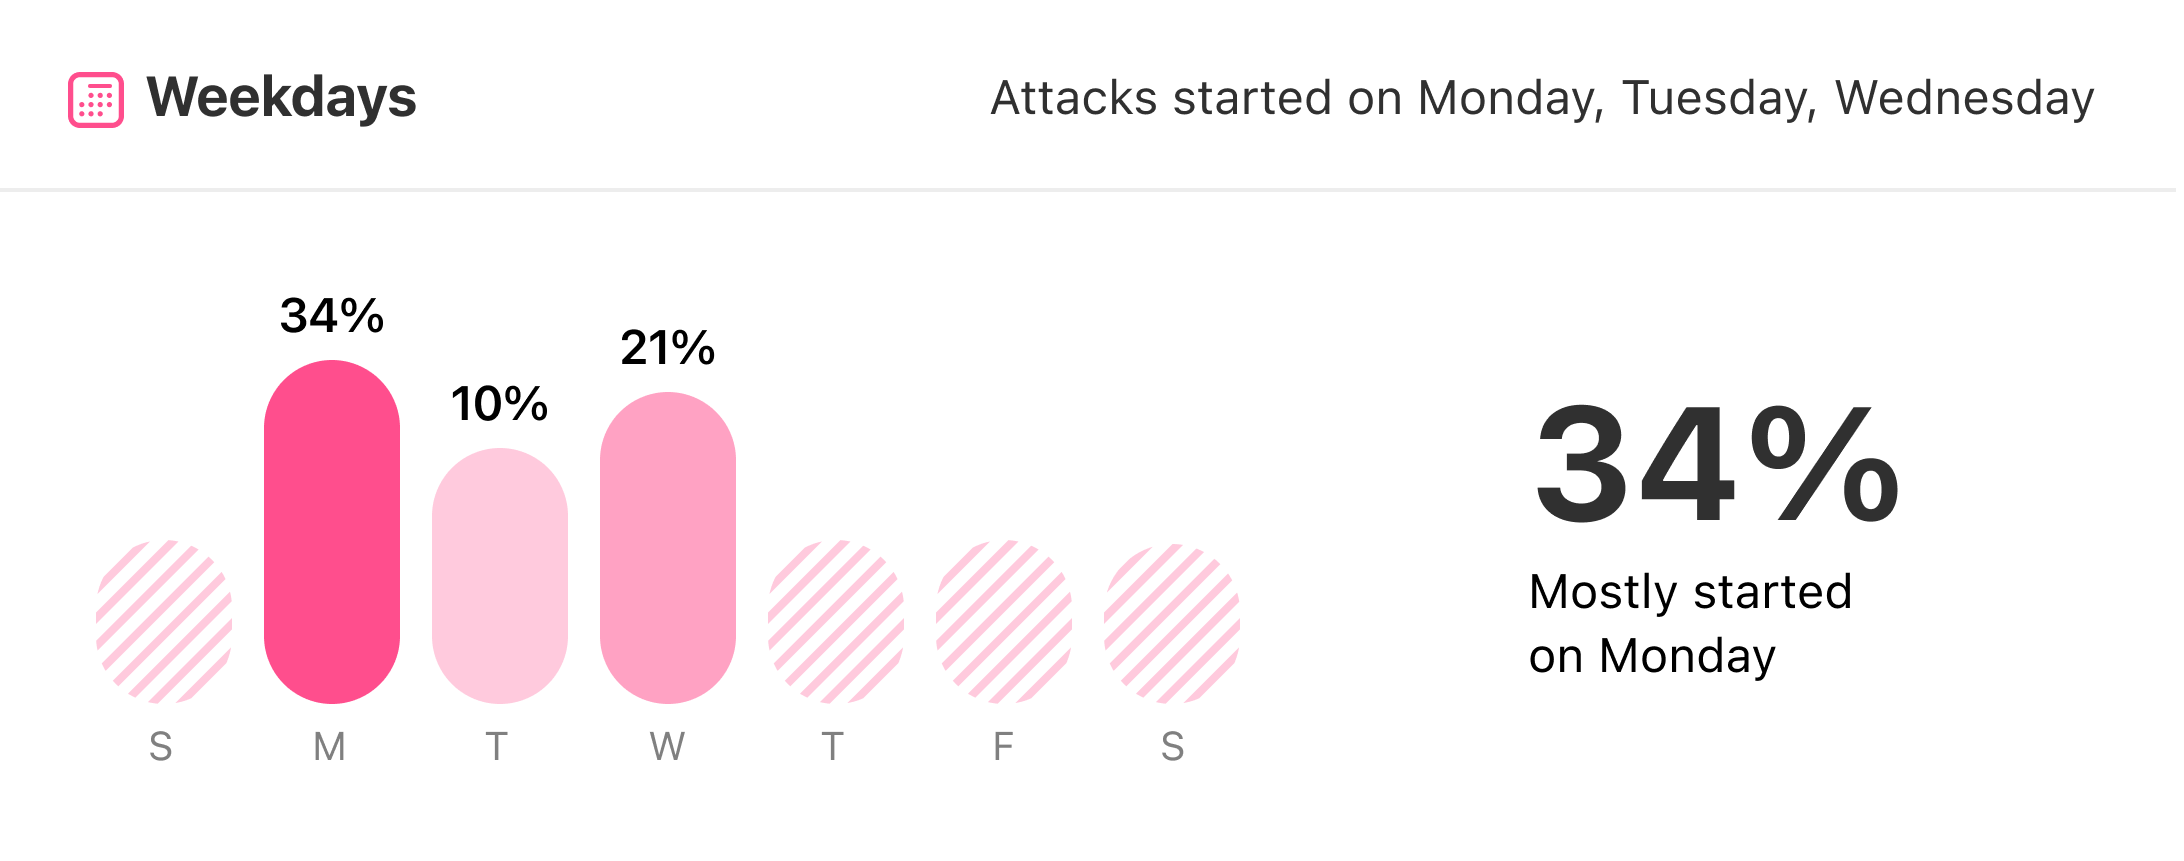 Weekdays
Attacks started on Monday, Tuesday, Wednesday
34%
10%
21%
S M T W T F S
34%
Mostly started
on Monday